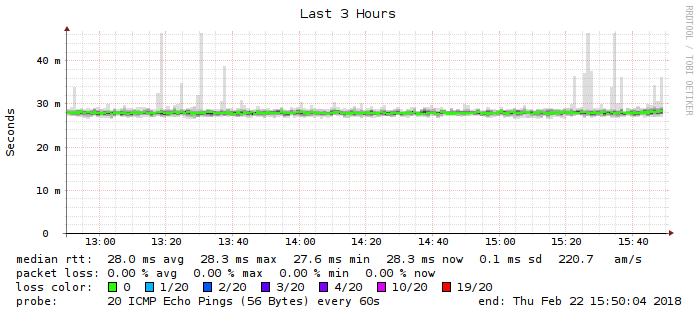 Last 3 Hours
RRDTOOL / TOBI OETIKER
Seconds
40 m
30 m
20 m
10 m
0
13:00 13:20 13:40 14:00 14:20 14:40 15:00 15:20 15:40
median rtt: 28.0 ms avg 28.3 ms max 27.6 ms min 28.3 ms now 0.1 ms sd 220.7 am/s
packet loss: 0.00 % avg 0.00 % max 0.00 % min 0.00 % now
loss color: 0 1/20 2/20 3/20 4/20 10/20 19/20
probe: 20 ICMP Echo Pings (56 Bytes) every 60s end: Thu Feb 22 15:50:04 2018